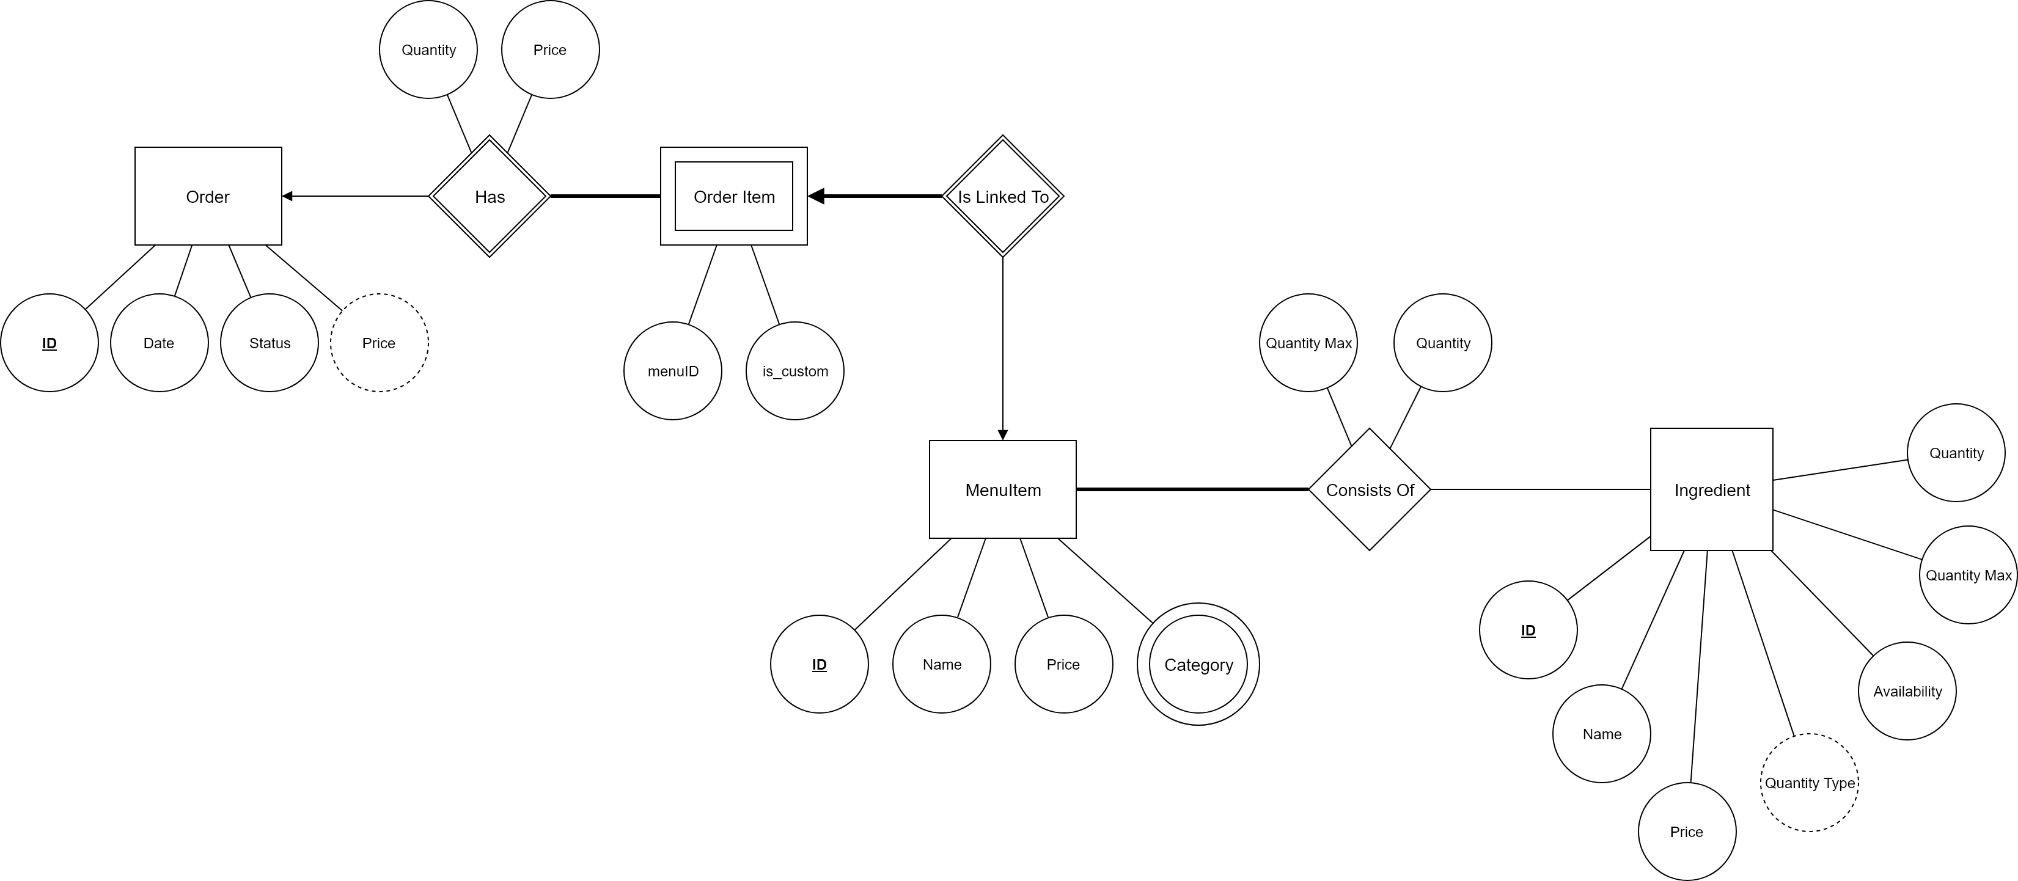 Quantity
Price
Order
Has
Order Item
Is Linked To
ID
Date
Status
Price
menuID
is_custom
Quantity Max
Quantity
MenuItem
Consists Of
Ingredient
Quantity
Quantity Max
ID
Name
Price
Category
ID
Name
Price
Quantity Type
Availability